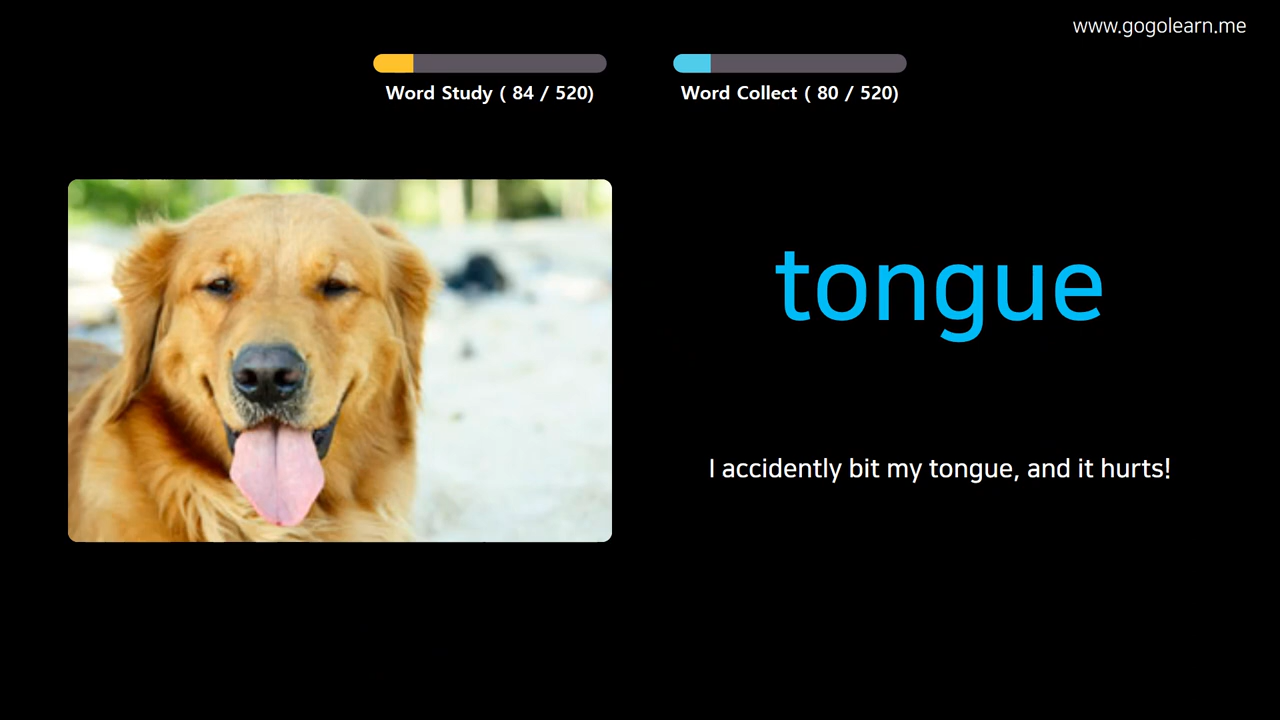 www.gogolearn.me
Word Study ( 84 / 520)
Word Collect ( 80 / 520)
tongue
I accidently bit my tongue, and it hurts!